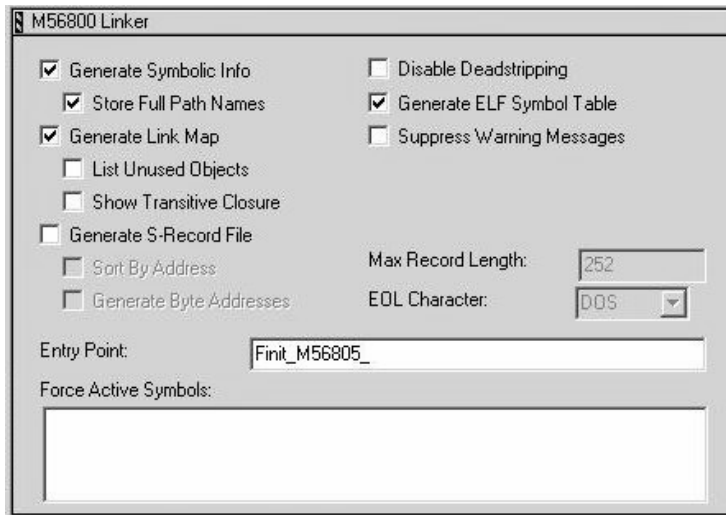 M56800 Linker
Generate Symbolic Info
Disable Deadstripping
Store Full Path Names
Generate ELF Symbol Table
Generate Link Map
Suppress Warning Messages
List Unused Objects
Show Transitive Closure
Generate S-Record File
Sort By Address
Max Record Length: 252
Generate Byte Addresses
EOL Character: DOS
Entry Point: Finit_M56805_
Force Active Symbols: